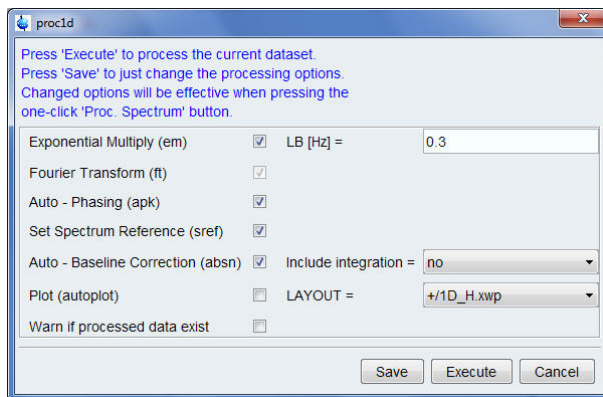 proc1d
Press 'Execute' to process the current dataset.
Press 'Save' to just change the processing options.
Changed options will be effective when pressing the
one-click 'Proc. Spectrum' button.
Exponential Multiply (em) LB [Hz] = 0.3
Fourier Transform (ft)
Auto - Phasing (apk)
Set Spectrum Reference (sref)
Auto - Baseline Correction (absn) Include integration = no
Plot (autoplot) LAYOUT = +/1D_H.xwp
Warn if processed data exist
Save Execute Cancel